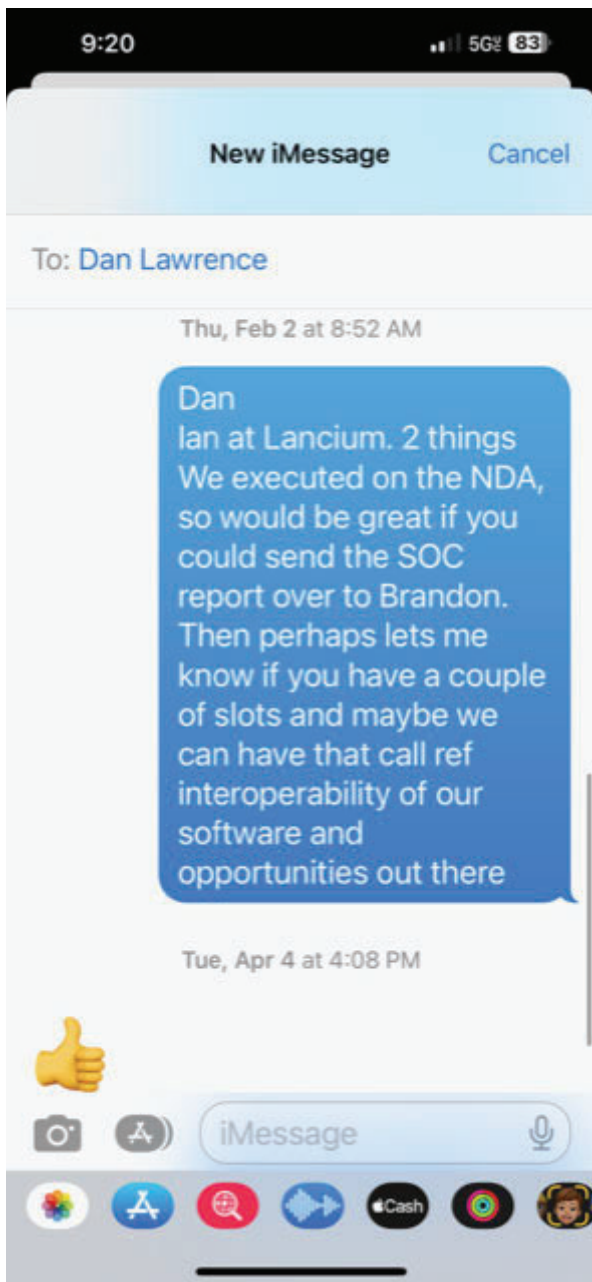 9:20
5G
83
New iMessage
Cancel
To: Dan Lawrence
Thu, Feb 2 at 8:52 AM
Dan
Ian at Lancium. 2 things
We executed on the NDA,
so would be great if you
could send the SOC
report over to Brandon.
Then perhaps lets me
know if you have a couple
of slots and maybe we
can have that call ref
interoperability of our
software and
opportunities out there
Tue, Apr 4 at 4:08 PM
iMessage
Cash